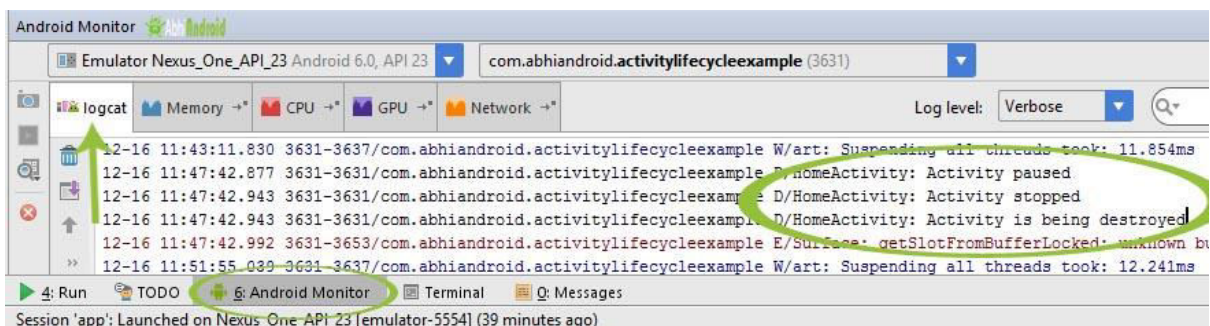 Android Monitor AbhiAndroid
Emulator Nexus_One_API_23 Android 6.0, API 23 com.abhiandroid.activitylifecycleexample (3631)
logcat Memory CPU GPU Network Log level: Verbose
12-16 11:43:11.830 3631-3637/com.abhiandroid.activitylifecycleexample W/art: Suspending all threads took: 11.854ms
12-16 11:47:42.877 3631-3631/com.abhiandroid.activitylifecycleexample D/HomeActivity: Activity paused
12-16 11:47:42.943 3631-3631/com.abhiandroid.activitylifecycleexample D/HomeActivity: Activity stopped
12-16 11:47:42.943 3631-3631/com.abhiandroid.activitylifecycleexample D/HomeActivity: Activity is being destroyed
12-16 11:47:42.992 3631-3653/com.abhiandroid.activitylifecycleexample E/Surface: getSlotFromBufferLocked: unknown bu
12-16 11:51:55.039 3631-3637/com.abhiandroid.activitylifecycleexample W/art: Suspending all threads took: 12.241ms
4: Run TODO 6: Android Monitor Terminal 0: Messages
Session 'app': Launched on Nexus_One_API_23 [emulator-5554] (39 minutes ago)